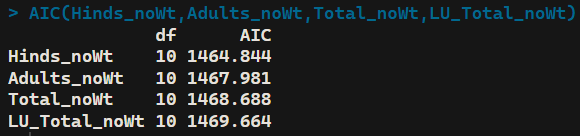 > AIC(Hinds_noWt,Adults_noWt,Total_noWt,LU_Total_noWt)
df AIC
Hinds_noWt 10 1464.844
Adults_noWt 10 1467.981
Total_noWt 10 1468.688
LU_Total_noWt 10 1469.664